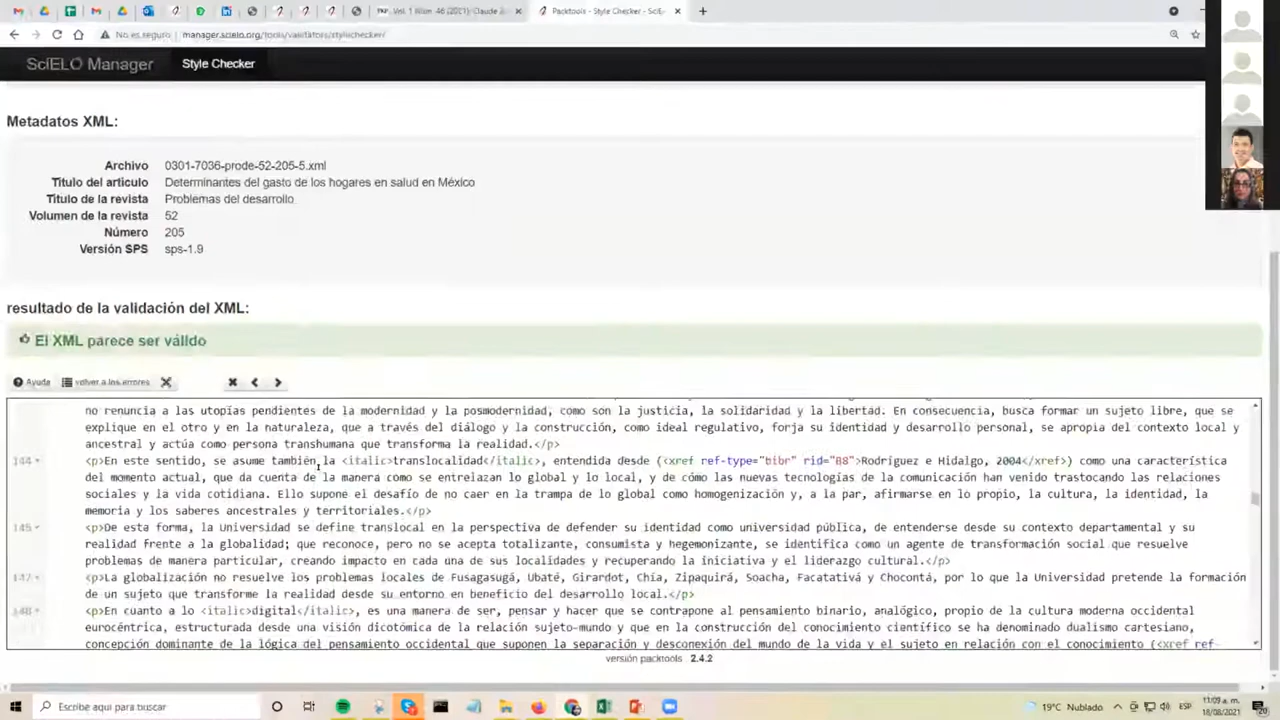 Vol. 1 Núm. 46 (2021): Claude
Packtools - Style Checker - SciE
No es seguro
manager.scielo.org/tools/validators/stylechecker/
SciELO Manager
Style Checker
Metadatos XML:
Archivo 0301-7036-prode-52-205-5.xml
Título del artículo Determinantes del gasto de los hogares en salud en México
Título de la revista Problemas del desarrollo
Volumen de la revista 52
Número 205
Versión SPS sps-1.9
resultado de la validación del XML:
El XML parece ser válido
Ayuda volver a los errores
no renuncia a las utopías pendientes de la modernidad y la posmodernidad, como son la justicia, la solidaridad y la libertad. En consecuencia, busca formar un sujeto libre, que se
explique en el otro y en la naturaleza, que a través del diálogo y la construcción, como ideal regulativo, forja su identidad y desarrollo personal, se apropia del contexto local y
ancestral y actúa como persona transhumana que transforma la realidad.</p>
144 <p>En este sentido, se asume también la <italic>translocalidad</italic>, entendida desde (<xref ref-type="bibr" rid="B8">Rodríguez e Hidalgo, 2004</xref>) como una característica
del momento actual, que da cuenta de la manera como se entrelazan lo global y lo local, y de cómo las nuevas tecnologías de la comunicación han venido trastocando las relaciones
sociales y la vida cotidiana. Ello supone el desafío de no caer en la trampa de lo global como homogenización y, a la par, afirmarse en lo propio, la cultura, la identidad, la
memoria y los saberes ancestrales y territoriales.</p>
<p>De esta forma, la Universidad se define translocal en la perspectiva de defender su identidad como universidad pública, de entenderse desde su contexto departamental y su
realidad frente a la globalidad; que reconoce, pero no se acepta totalizante, consumista y hegemonizante, se identifica como un agente de transformación social que resuelve
problemas de manera particular, creando impacto en cada una de sus localidades y recuperando la iniciativa y el liderazgo cultural.</p>
147 <p>La globalización no resuelve los problemas locales de Fusagasugá, Ubaté, Girardot, Chía, Zipaquirá, Soacha, Facatativá y Chocontá, por lo que la Universidad pretende la formación
de un sujeto que transforme la realidad desde su entorno en beneficio del desarrollo local.</p>
148 <p>En cuanto a lo <italic>digital</italic>, es una manera de ser, pensar y hacer que se contrapone al pensamiento binario, analógico, propio de la cultura moderna occidental
eurocéntrica, estructurada desde una visión dicotómica de la relación sujeto-mundo y que en la construcción del conocimiento científico se ha denominado dualismo cartesiano,
concepción dominante de la lógica del pensamiento occidental que suponen la separación y desconexión del mundo de la vida y el sujeto en relación con el conocimiento (<xref ref-
versión packtools 2.4.2
Escribe aquí para buscar
19°C Nublado
ESP
11:09 a. m.
18/08/2021
20